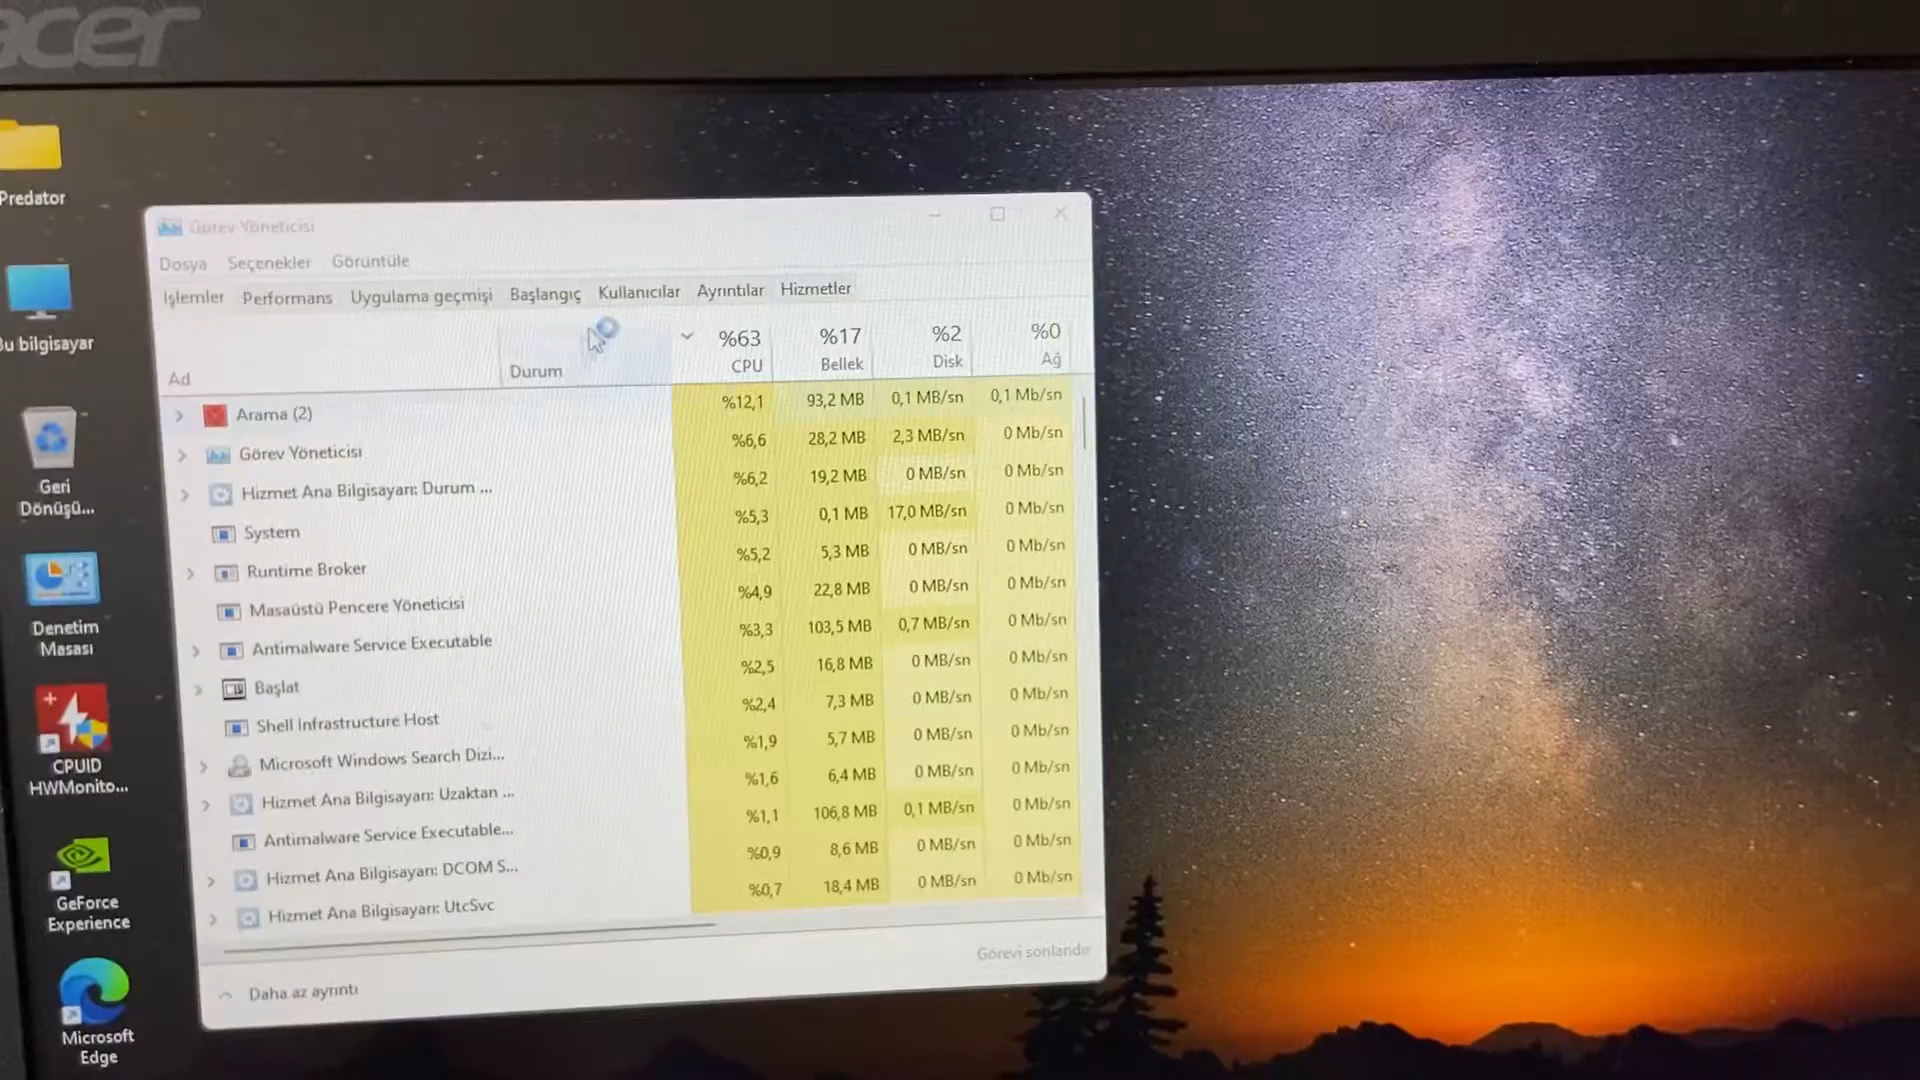 acer
Predator
Bu bilgisayar
Geri
Dönüşü...
Denetim
Masası
CPUID
HWMonito...
GeForce
Experience
Microsoft
Edge
Görev Yöneticisi
Dosya Seçenekler Görüntüle
İşlemler Performans Uygulama geçmişi Başlangıç Kullanıcılar Ayrıntılar Hizmetler
%63 %17 %2 %0
Ad Durum CPU Bellek Disk Ağ
Arama (2) %12,1 93,2 MB 0,1 MB/sn 0,1 Mb/sn
Görev Yöneticisi %6,6 28,2 MB 2,3 MB/sn 0 Mb/sn
Hizmet Ana Bilgisayarı: Durum ... %6,2 19,2 MB 0 MB/sn 0 Mb/sn
System %5,3 0,1 MB 17,0 MB/sn 0 Mb/sn
Runtime Broker %5,2 5,3 MB 0 MB/sn 0 Mb/sn
Masaüstü Pencere Yöneticisi %4,9 22,8 MB 0 MB/sn 0 Mb/sn
Antimalware Service Executable %3,3 103,5 MB 0,7 MB/sn 0 Mb/sn
Başlat %2,5 16,8 MB 0 MB/sn 0 Mb/sn
Shell Infrastructure Host %2,4 7,3 MB 0 MB/sn 0 Mb/sn
Microsoft Windows Search Dizi... %1,9 5,7 MB 0 MB/sn 0 Mb/sn
Hizmet Ana Bilgisayarı: Uzaktan ... %1,6 6,4 MB 0 MB/sn 0 Mb/sn
Antimalware Service Executable... %1,1 106,8 MB 0,1 MB/sn 0 Mb/sn
Hizmet Ana Bilgisayarı: DCOM S... %0,9 8,6 MB 0 MB/sn 0 Mb/sn
Hizmet Ana Bilgisayarı: UtcSvc %0,7 18,4 MB 0 MB/sn 0 Mb/sn
Daha az ayrıntı
Görevi sonlandır